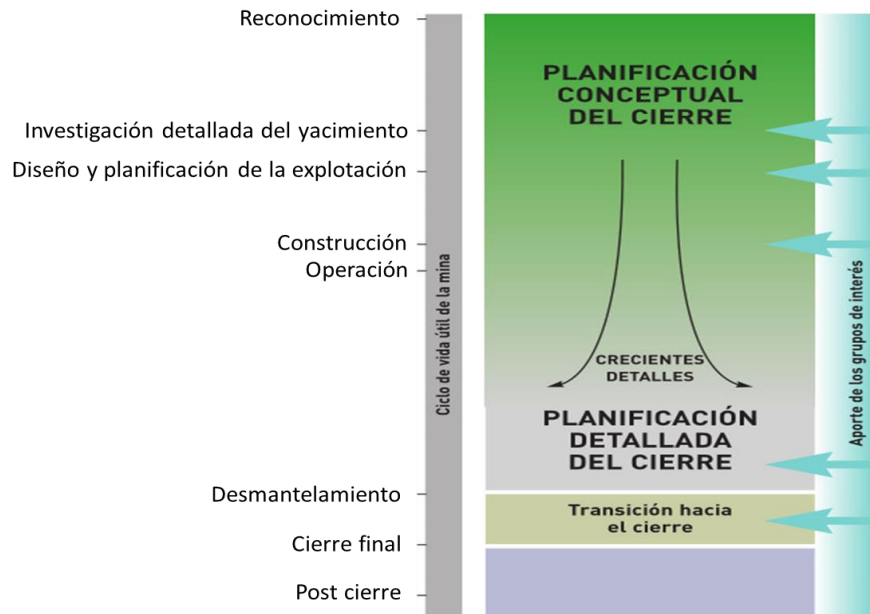 Reconocimiento
Investigación detallada del yacimiento
Diseño y planificación de la explotación
Construcción
Operación
Desmantelamiento
Cierre final
Post cierre
Ciclo de vida útil de la mina
PLANIFICACIÓN
CONCEPTUAL
DEL CIERRE
CRECIENTES
DETALLES
PLANIFICACIÓN
DETALLADA
DEL CIERRE
Transición hacia
el cierre
Aporte de los grupos de interés